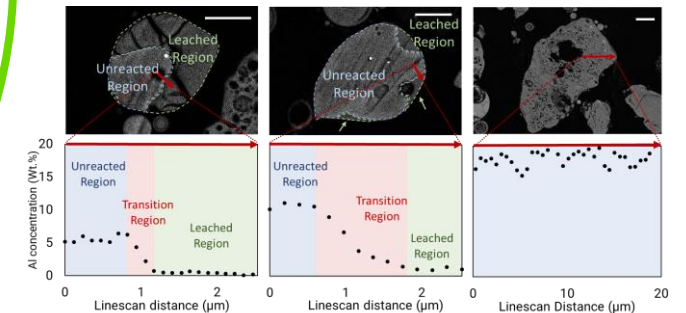 Leached
Region
Unreacted
Region
Leached
Region
Unreacted
Region
Al concentration (Wt.%)
20
15
10
5
0
Unreacted
Region
Transition
Region
Leached
Region
0
1
2
Linescan distance (µm)
Unreacted
Region
Transition
Region
Leached
Region
0
1
2
Linescan distance (µm)
0
10
20
Linescan Distance (µm)